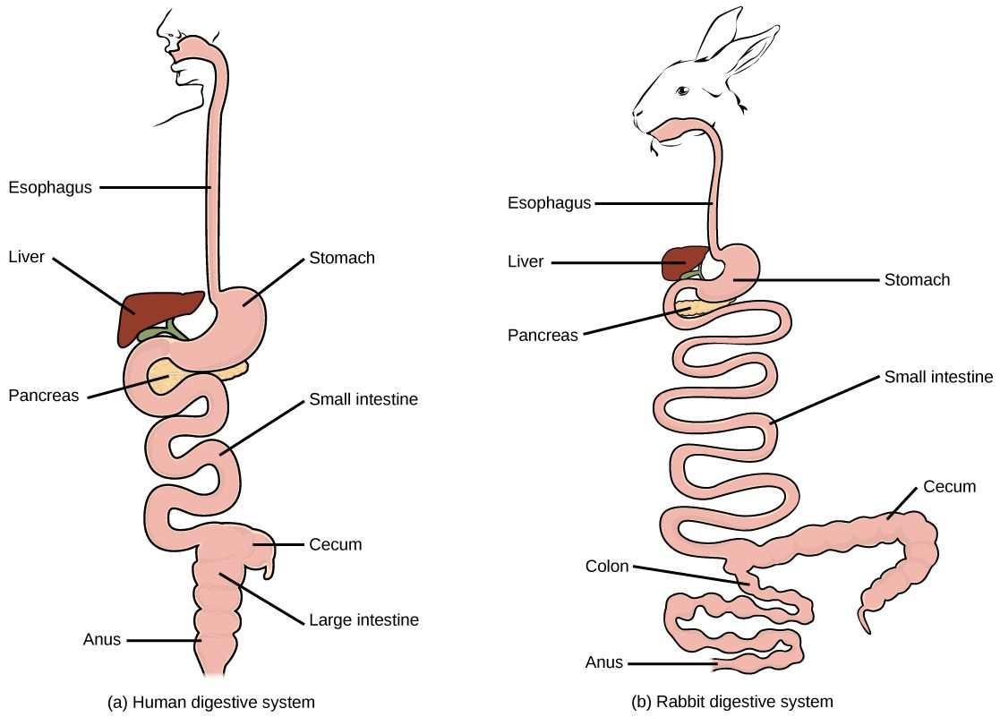 Esophagus
Liver
Stomach
Pancreas
Small intestine
Cecum
Large intestine
Anus
(a) Human digestive system
Esophagus
Liver
Stomach
Pancreas
Small intestine
Cecum
Colon
Anus
(b) Rabbit digestive system